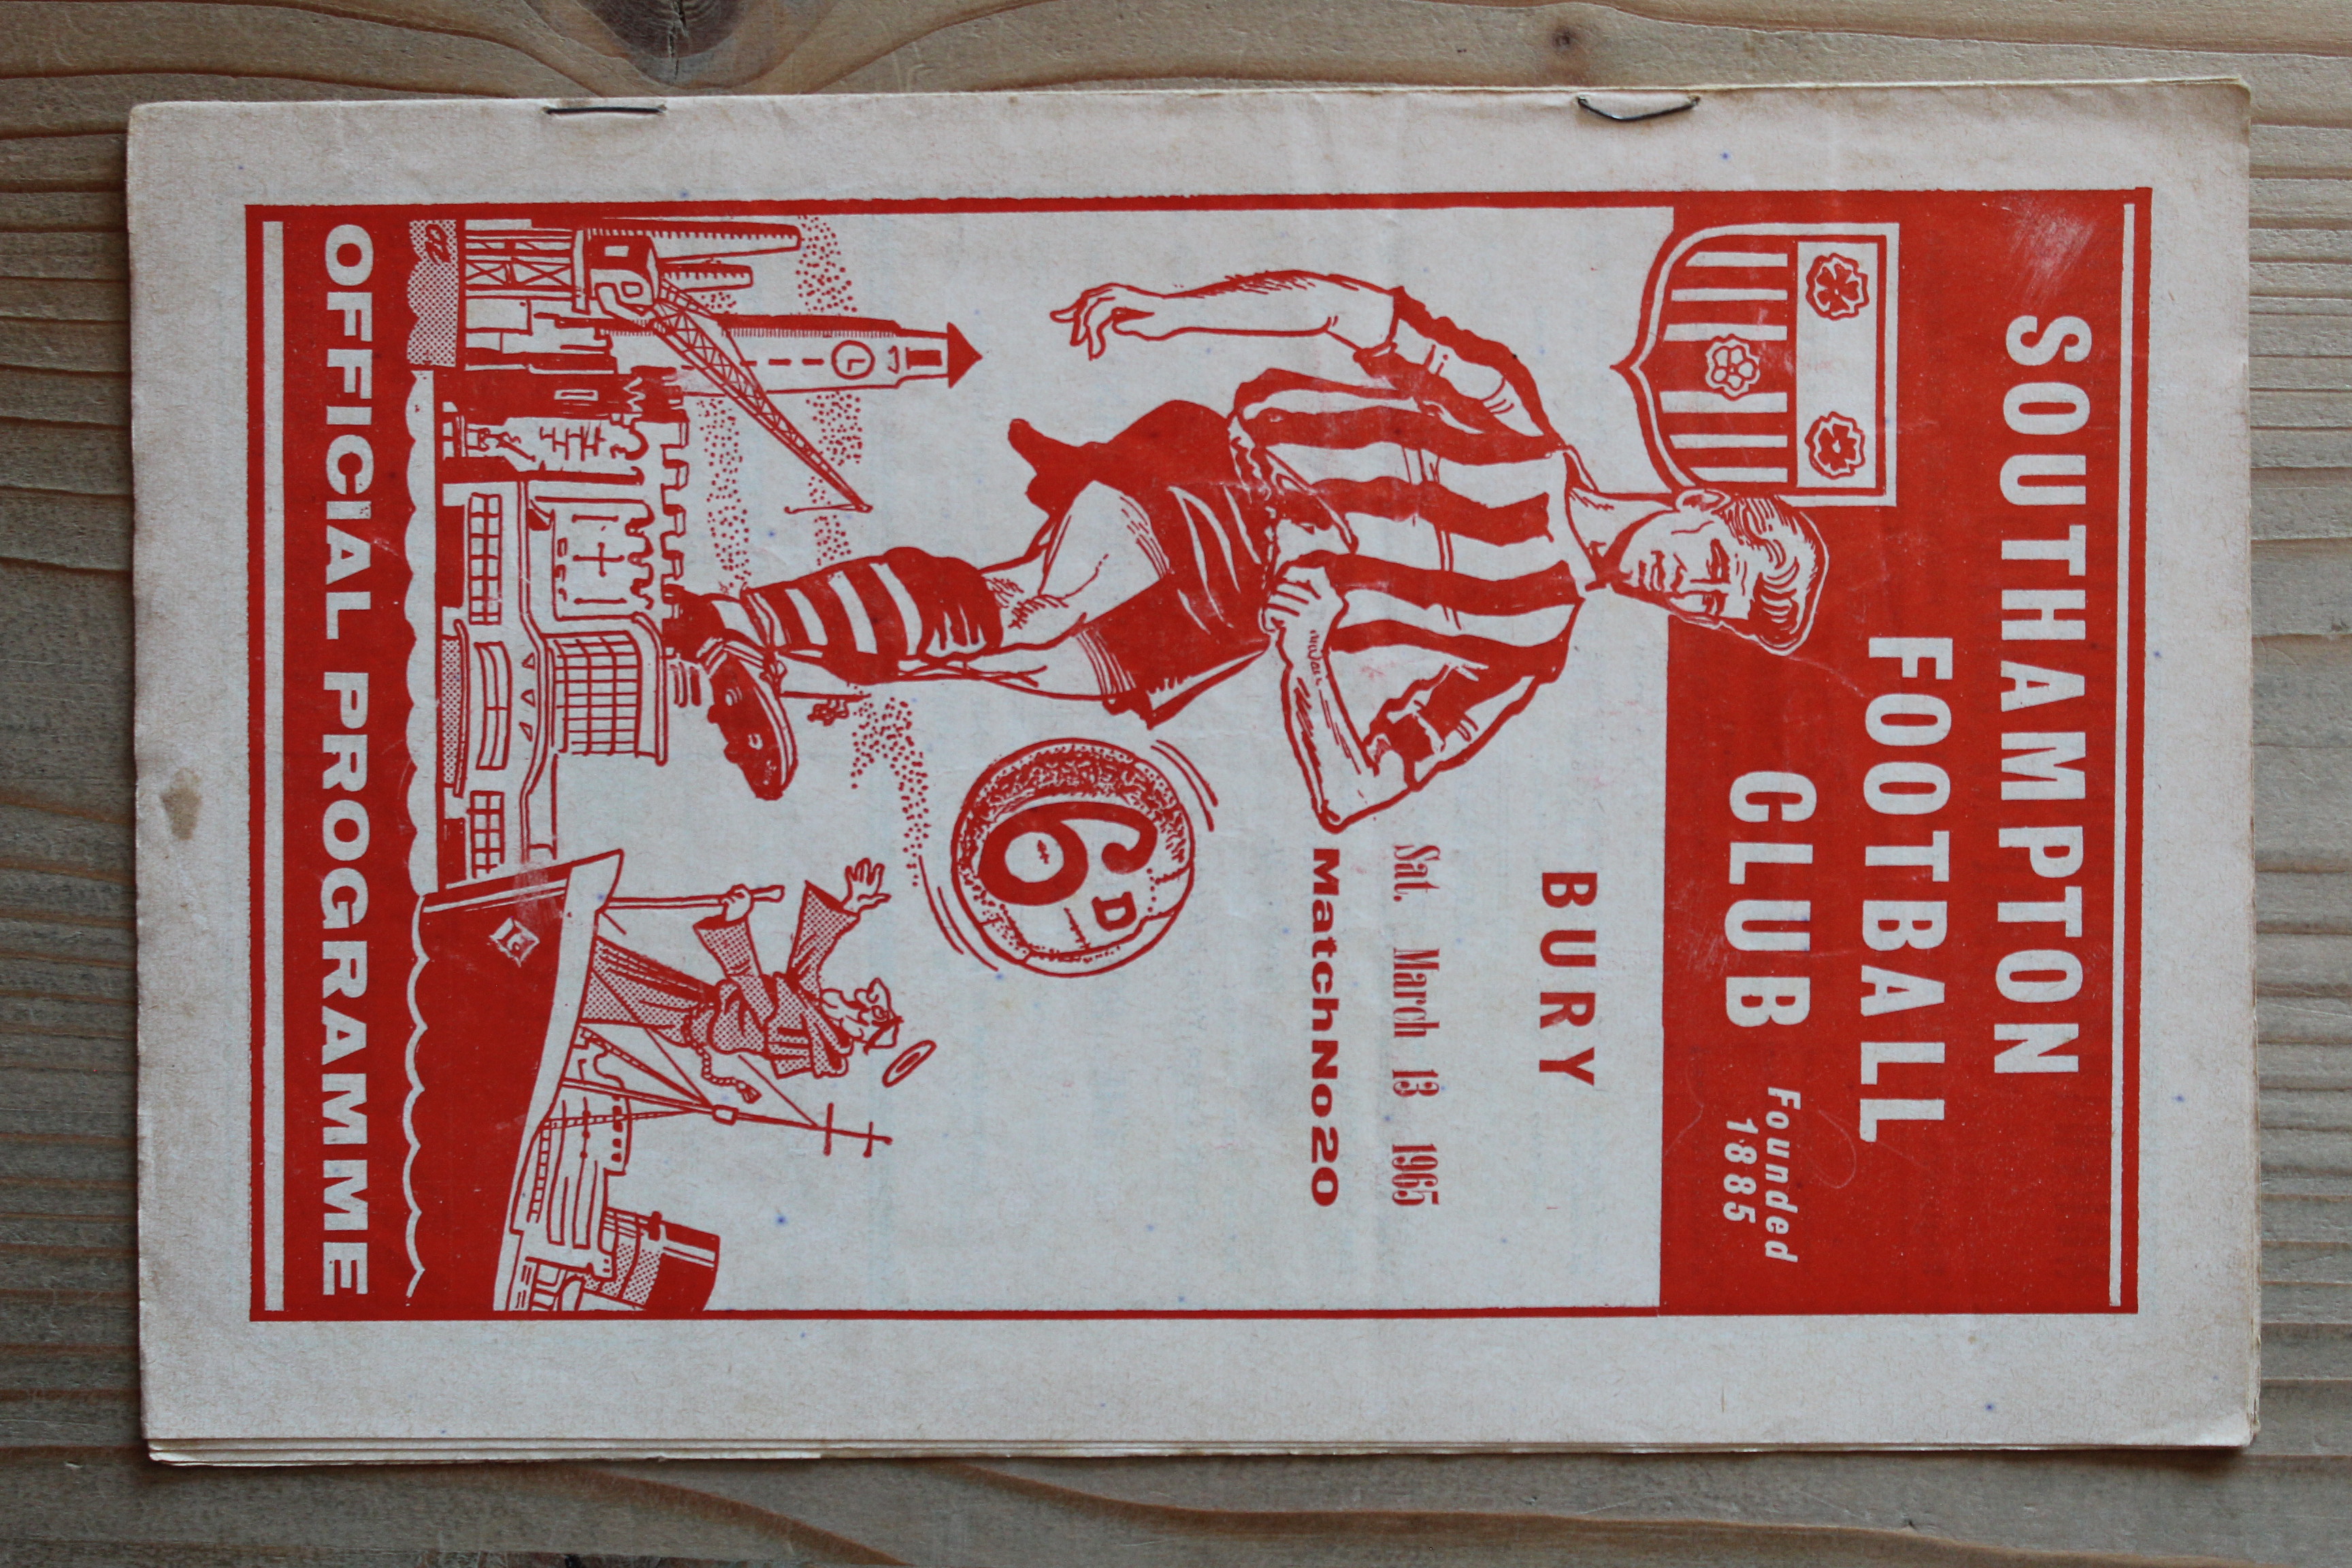 SOUTHAMPTON
FOOTBALL
CLUB
Founded
1885
BURY
Sat. March 13 1965
Match No 20
6D
OFFICIAL PROGRAMME